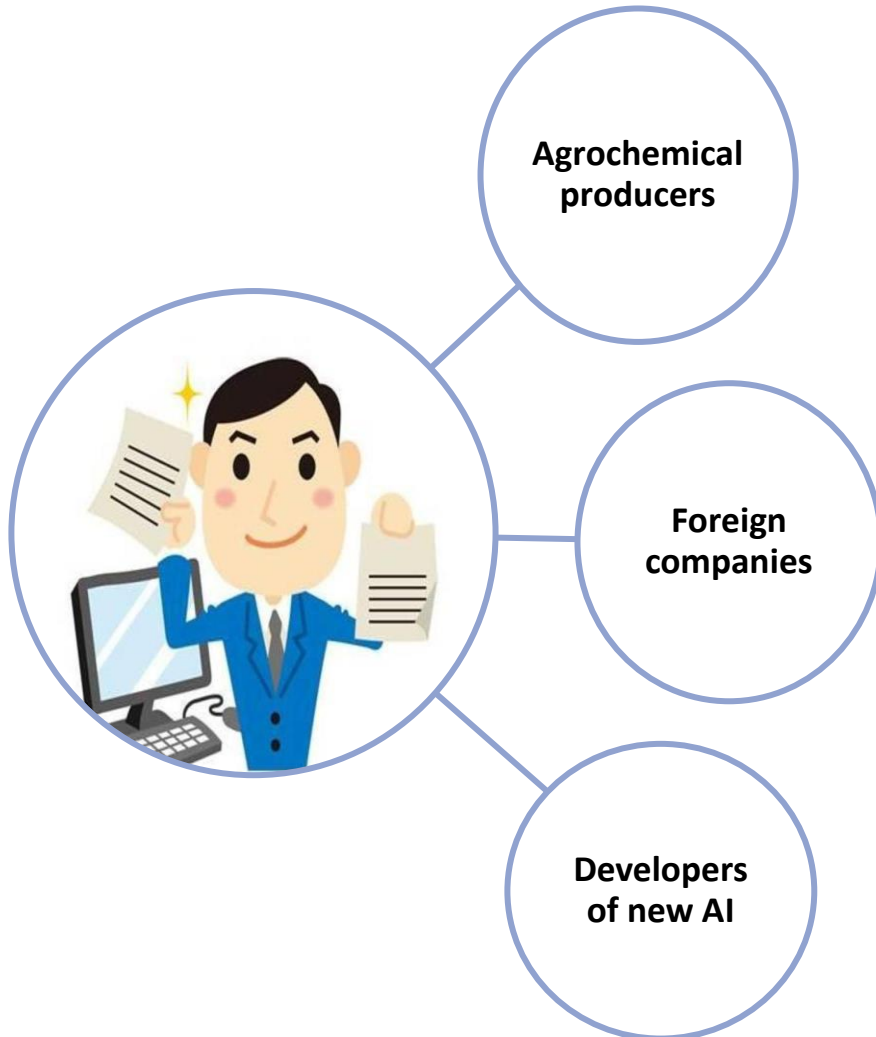 Agrochemical
producers
Foreign
companies
Developers
of new AI